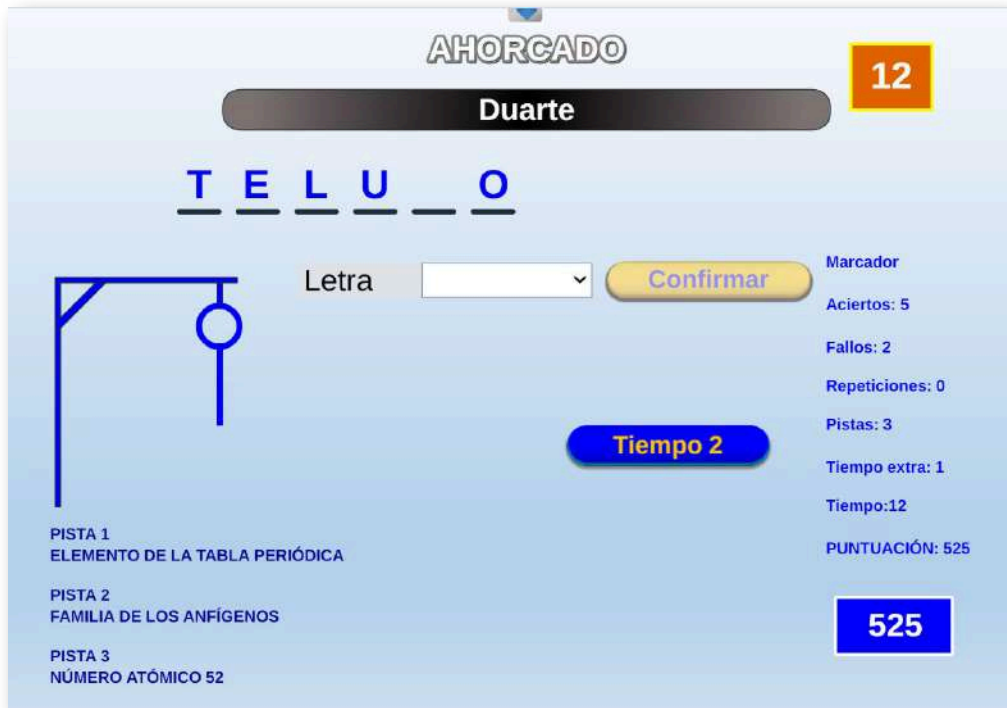 AHORCADO
12
Duarte
T E L U _ O
Letra
Confirmar
Marcador
Aciertos: 5
Fallos: 2
Repeticiones: 0
Pistas: 3
Tiempo 2
Tiempo extra: 1
Tiempo:12
PUNTUACIÓN: 525
525
PISTA 1
ELEMENTO DE LA TABLA PERIÓDICA
PISTA 2
FAMILIA DE LOS ANFÍGENOS
PISTA 3
NÚMERO ATÓMICO 52